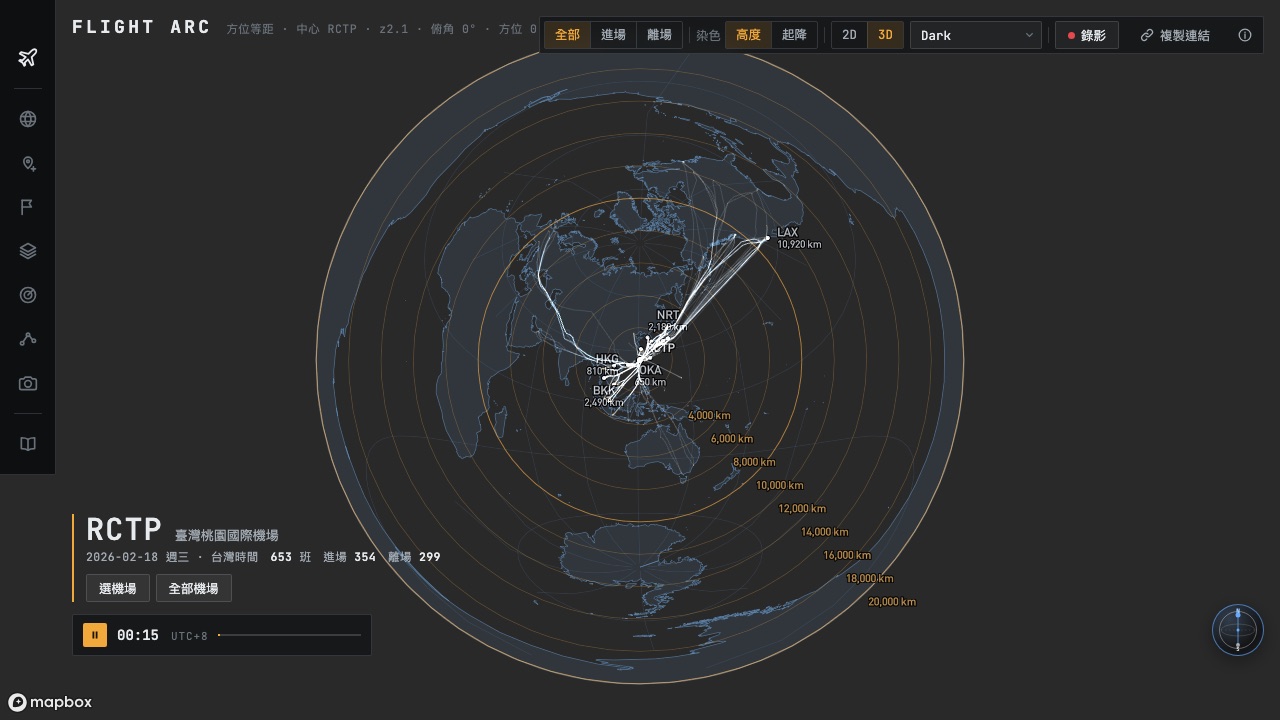 FLIGHT ARC
方位等距 · 中心 RCTP · z2.1 · 俯角 0° · 方位 0
全部 進場 離場 染色 高度 起降 2D 3D Dark 錄影 複製連結
LAX
10,920 km
NRT
2,180 km
HKG
810 km
OKA
BKK
2,490 km
4,000 km
6,000 km
8,000 km
10,000 km
12,000 km
14,000 km
16,000 km
18,000 km
20,000 km
RCTP 臺灣桃園國際機場
2026-02-18 週三 · 台灣時間 653 班 進場 354 離場 299
選機場 全部機場
00:15 UTC+8
mapbox